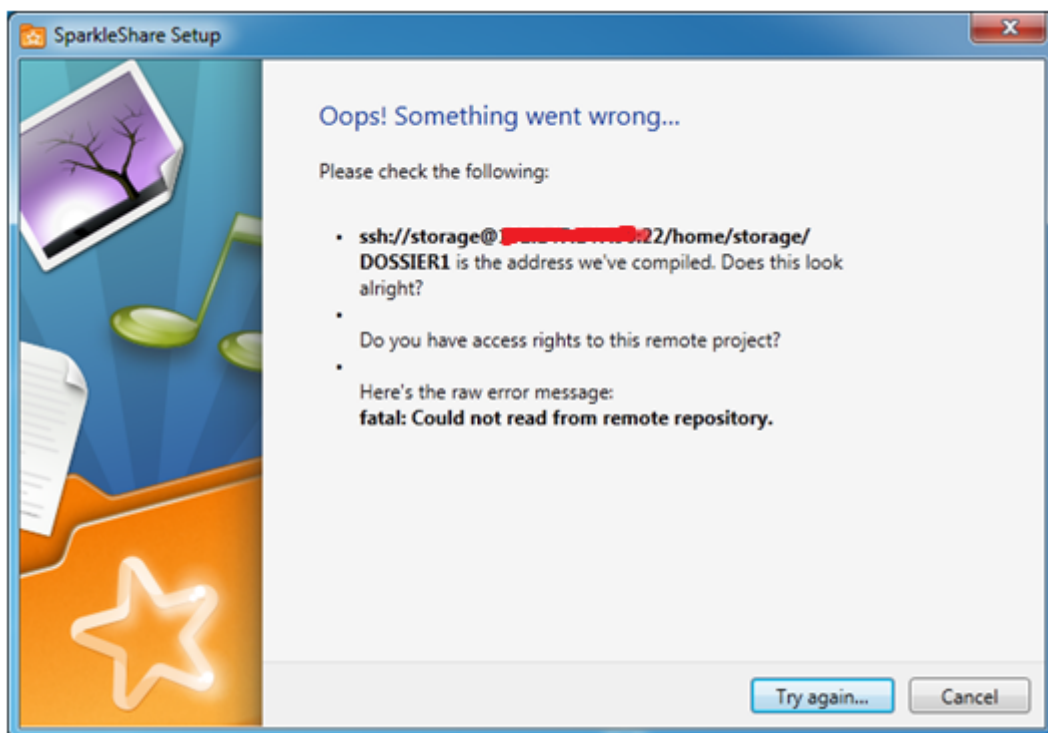 SparkleShare Setup
Oops! Something went wrong...
Please check the following:
• ssh://storage@ :22/home/storage/
DOSSIER1 is the address we've compiled. Does this look
alright?
•
Do you have access rights to this remote project?
•
Here's the raw error message:
fatal: Could not read from remote repository.
Try again...
Cancel